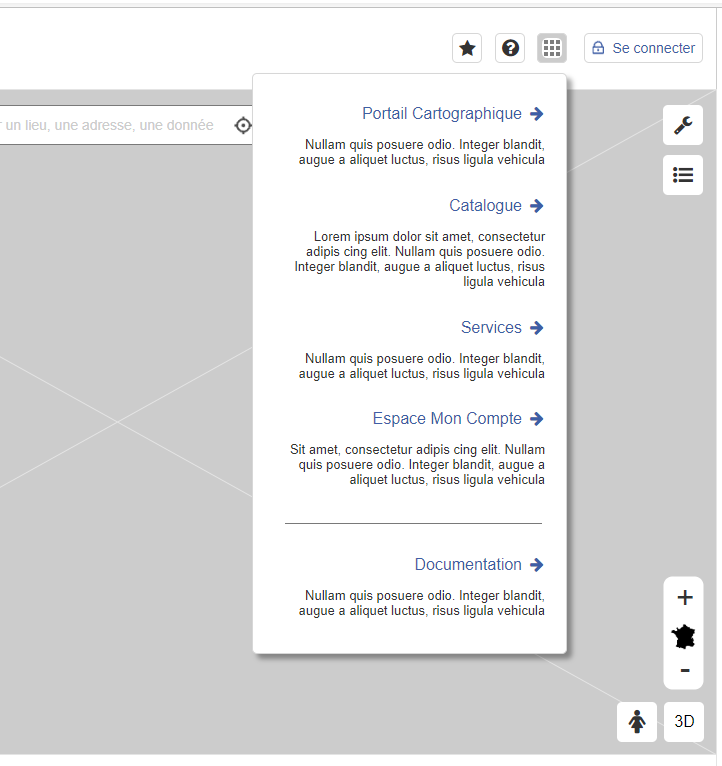 Se connecter
un lieu, une adresse, une donnée
Portail Cartographique
Nullam quis posuere odio. Integer blandit,
augue a aliquet luctus, risus ligula vehicula
Catalogue
Lorem ipsum dolor sit amet, consectetur
adipis cing elit. Nullam quis posuere odio.
Integer blandit, augue a aliquet luctus, risus
ligula vehicula
Services
Nullam quis posuere odio. Integer blandit,
augue a aliquet luctus, risus ligula vehicula
Espace Mon Compte
Sit amet, consectetur adipis cing elit. Nullam
quis posuere odio. Integer blandit, augue a
aliquet luctus, risus ligula vehicula
Documentation
Nullam quis posuere odio. Integer blandit,
augue a aliquet luctus, risus ligula vehicula
+
-
3D